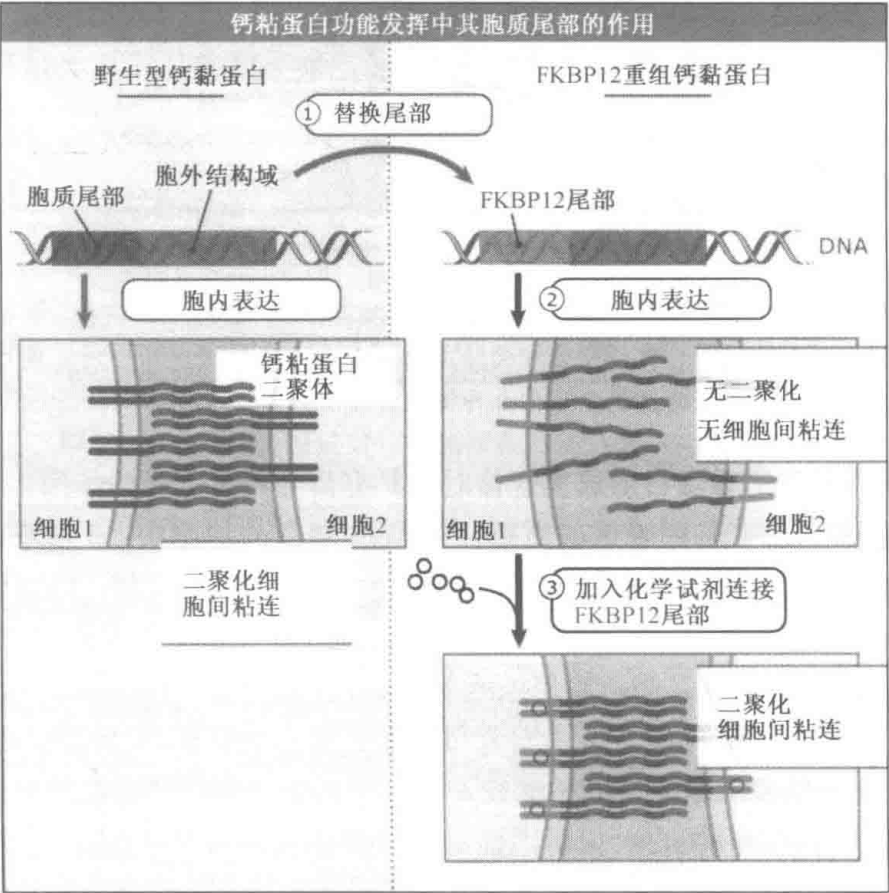 钙粘蛋白功能发挥中其胞质尾部的作用
野生型钙黏蛋白
FKBP12重组钙黏蛋白
① 替换尾部
胞外结构域
胞质尾部
FKBP12尾部
DNA
胞内表达
② 胞内表达
钙粘蛋白
二聚体
细胞1
细胞2
二聚化细
胞间粘连
无二聚化
无细胞间粘连
细胞1
细胞2
③ 加入化学试剂连接
FKBP12尾部
二聚化
细胞间粘连